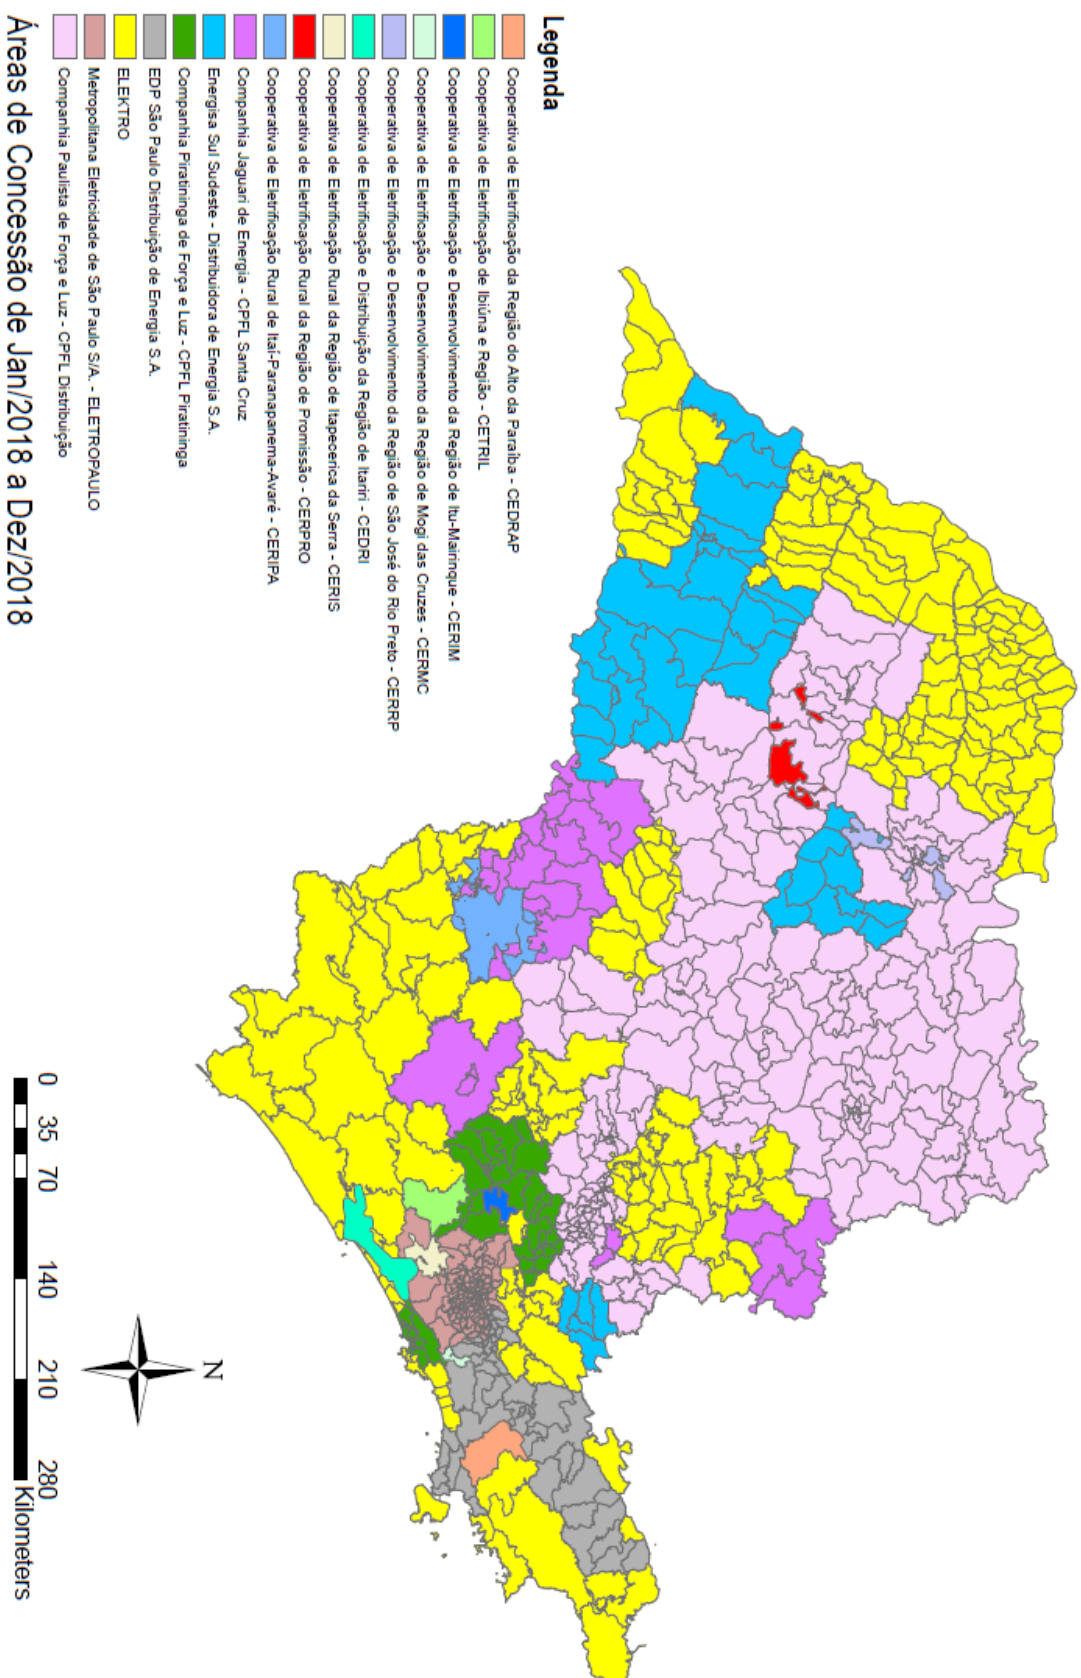 Legenda
Cooperativa de Eletrificação da Região do Alto da Paraíba - CEDRAP
Cooperativa de Eletrificação de Ibiúna e Região - CETRIL
Cooperativa de Eletrificação e Desenvolvimento da Região de Itu-Mairinque - CERIM
Cooperativa de Eletrificação e Desenvolvimento da Região de Mogi das Cruzes - CERMC
Cooperativa de Eletrificação e Desenvolvimento da Região de São José do Rio Preto - CERRP
Cooperativa de Eletrificação e Distribuição da Região de Itariri - CEDRI
Cooperativa de Eletrificação Rural da Região de Itapecerica da Serra - CERIS
Cooperativa de Eletrificação Rural da Região de Promissão - CERPRO
Cooperativa de Eletrificação Rural de Itaí-Paranapanema-Avaré - CERIPA
Companhia Jaguari de Energia - CPFL Santa Cruz
Energisa Sul Sudeste - Distribuidora de Energia S.A.
Companhia Piratininga de Força e Luz - CPFL Piratininga
EDP São Paulo Distribuição de Energia S.A.
ELEKTRO
Metropolitana Eletricidade de São Paulo S/A. - ELETROPAULO
Companhia Paulista de Força e Luz - CPFL Distribuição
Áreas de Concessão de Jan/2018 a Dez/2018
N
0 35 70 140 210 280
Kilometers